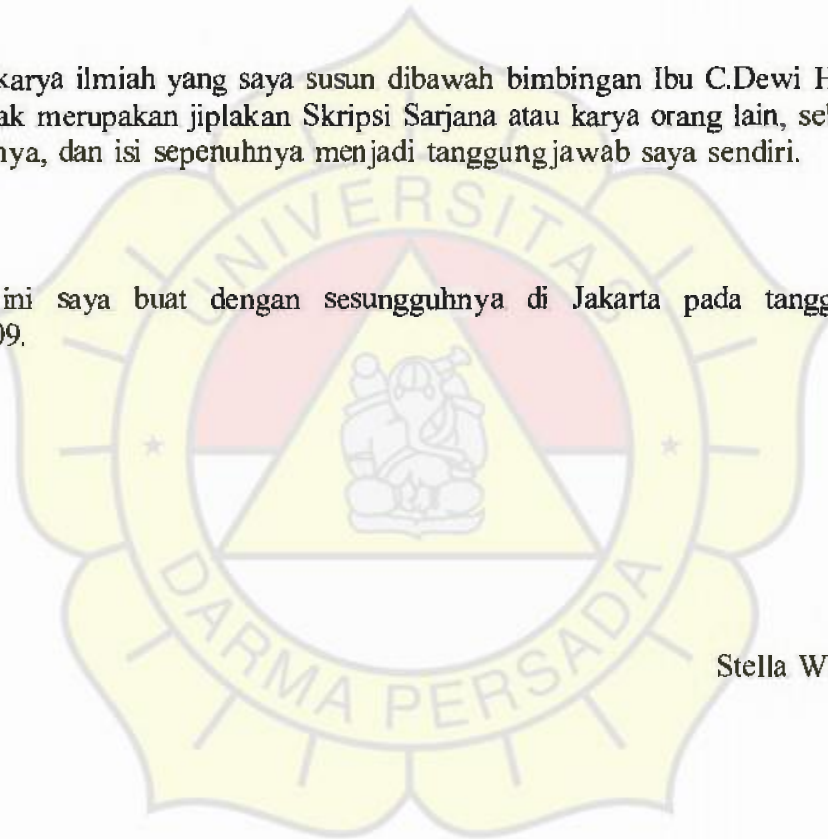 karya ilmiah yang saya susun dibawah bimbingan Ibu C.Dewi H
ak merupakan jiplakan Skripsi Sarjana atau karya orang lain, se
nya, dan isi sepenuhnya menjadi tanggungjawab saya sendiri.
UNIVERSITAS
ini saya buat dengan sesungguhnya di Jakarta pada tangg
09.
DARMA PERSADA
Stella W